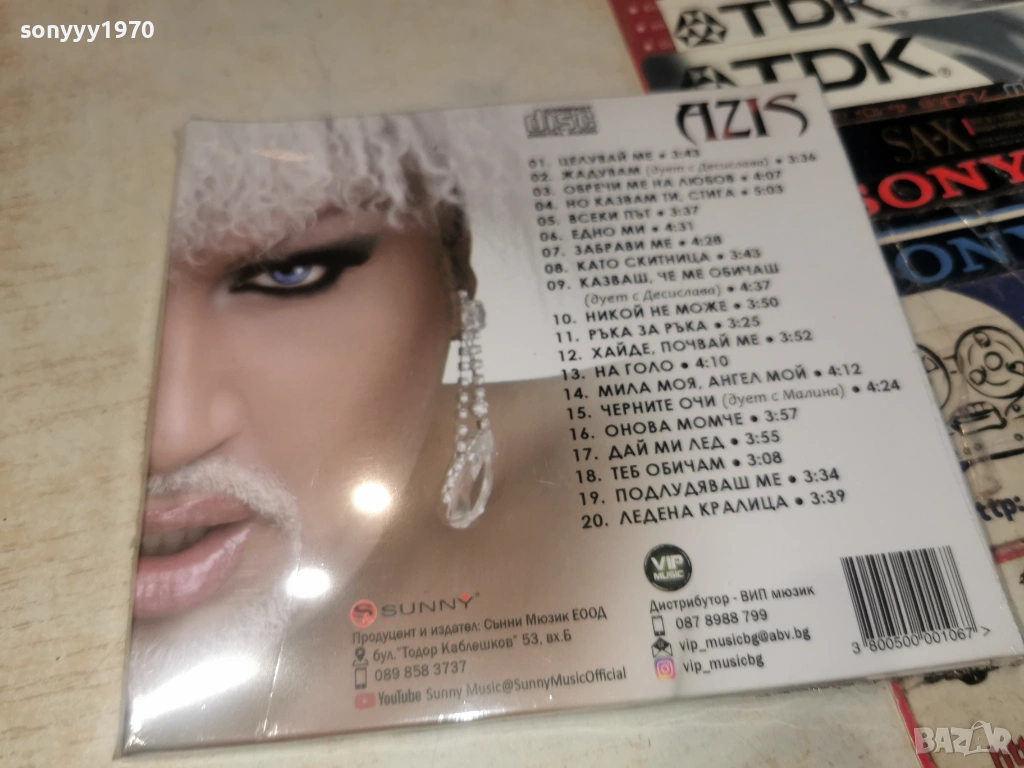 sonyyy1970
TDK
TDK
SA-X
SONY
disc
AZIS
01. ЦЕЛУВАЙ МЕ • 3:43
02. ЖАДУВАМ (дует с Десислава) • 3:36
03. ОБРЕЧИ МЕ НА ЛЮБОВ • 4:07
04. НО КАЗВАМ ТИ, СТИГА • 5:03
05. ВСЕКИ ПЪТ • 3:37
06. ЕДНО МИ • 4:31
07. ЗАБРАВИ МЕ • 4:28
08. КАТО СКИТНИЦА • 3:43
09. КАЗВАШ, ЧЕ МЕ ОБИЧАШ
(дует с Десислава) • 4:37
10. НИКОЙ НЕ МОЖЕ • 3:50
11. РЪКА ЗА РЪКА • 3:25
12. ХАЙДЕ, ПОЧВАЙ МЕ • 3:52
13. НА ГОЛО • 4:10
14. МИЛА МОЯ, АНГЕЛ МОЙ • 4:12
15. ЧЕРНИТЕ ОЧИ (дует с Малина) • 4:24
16. ОНОВА МОМЧЕ • 3:57
17. ДАЙ МИ ЛЕД • 3:55
18. ТЕБ ОБИЧАМ • 3:08
19. ПОДЛУДЯВАШ МЕ • 3:34
20. ЛЕДЕНА КРАЛИЦА • 3:39
SUNNY
Продуцент и издател: Сънни Мюзик ЕООД
бул."Тодор Каблешков" 53, вх.Б
089 858 3737
YouTube Sunny Music@SunnyMusicOfficial
VIP
MUSIC
Дистрибутор - ВИП мюзик
087 8988 799
vip_musicbg@abv.bg
vip_musicbg
3 800500 001067 >
BAZAR